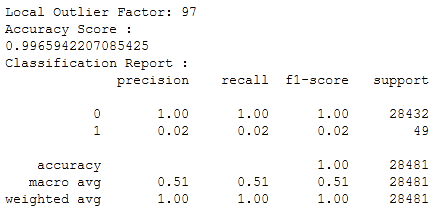 Local Outlier Factor: 97
Accuracy Score :
0.9965942207085425
Classification Report :
precision recall f1-score support
0 1.00 1.00 1.00 28432
1 0.02 0.02 0.02 49
accuracy 1.00 28481
macro avg 0.51 0.51 0.51 28481
weighted avg 1.00 1.00 1.00 28481